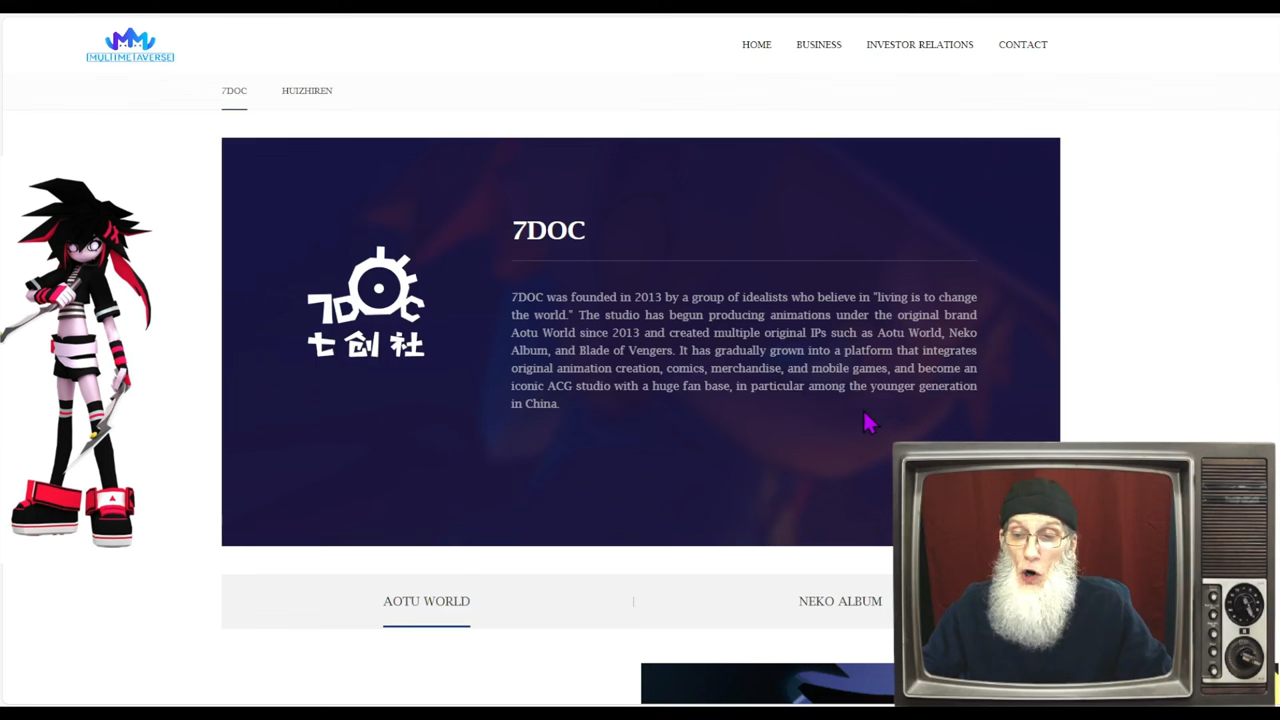 MM
[MULTIMETAVERSE]
HOME BUSINESS INVESTOR RELATIONS CONTACT
7DOC HUIZHIREN
7DOC
七创社
7DOC
7DOC was founded in 2013 by a group of idealists who believe in "living is to change
the world." The studio has begun producing animations under the original brand
Aotu World since 2013 and created multiple original IPs such as Aotu World, Neko
Album, and Blade of Vengers. It has gradually grown into a platform that integrates
original animation creation, comics, merchandise, and mobile games, and become an
iconic ACG studio with a huge fan base, in particular among the younger generation
in China.
AOTU WORLD | NEKO ALBUM